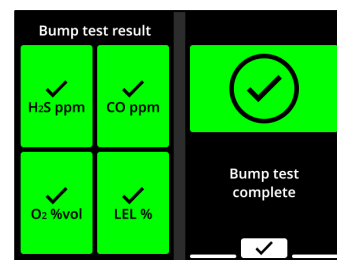 Bump test result
H₂S ppm
CO ppm
O₂ %vol
LEL %
Bump test
complete